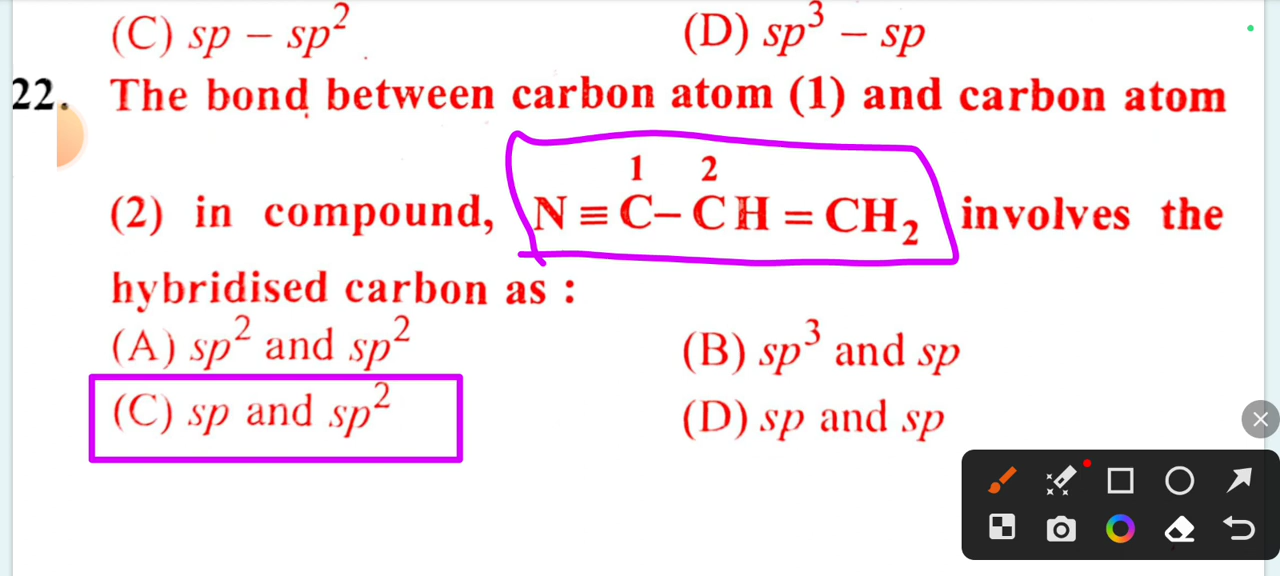 (C) sp – sp² (D) sp³ – sp
22. The bond between carbon atom (1) and carbon atom
1 2
(2) in compound, N ≡ C – CH = CH₂ involves the
hybridised carbon as :
(A) sp² and sp² (B) sp³ and sp
(C) sp and sp² (D) sp and sp